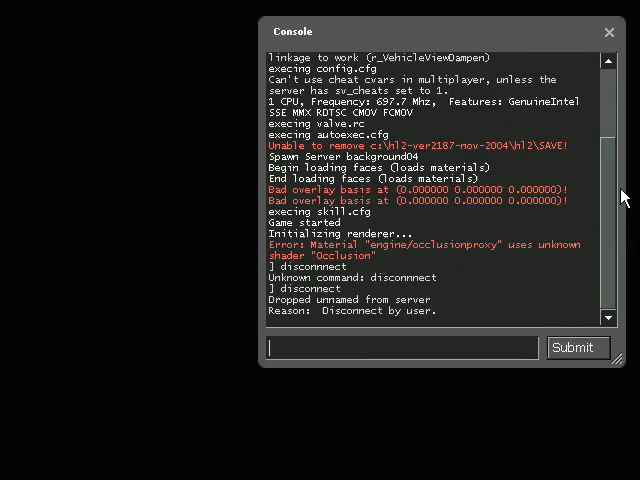 Console
linkage to work (r_VehicleViewDampen)
execing config.cfg
Can't use cheat cvars in multiplayer, unless the
server has sv_cheats set to 1.
1 CPU, Frequency: 697.7 Mhz,  Features: GenuineIntel
SSE MMX RDTSC CMOV FCMOV
execing valve.rc
execing autoexec.cfg
Unable to remove c:\hl2-ver2187-nov-2004\hl2\SAVE!
Spawn Server background04
Begin loading faces (loads materials)
End loading faces (loads materials)
Bad overlay basis at (0.000000 0.000000 0.000000)!
Bad overlay basis at (0.000000 0.000000 0.000000)!
execing skill.cfg
Game started
Initializing renderer...
Error: Material "engine/occlusionproxy" uses unknown
shader "Occlusion"
] disconnnect
Unknown command: disconnnect
] disconnect
Dropped unnamed from server
Reason:  Disconnect by user.
Submit